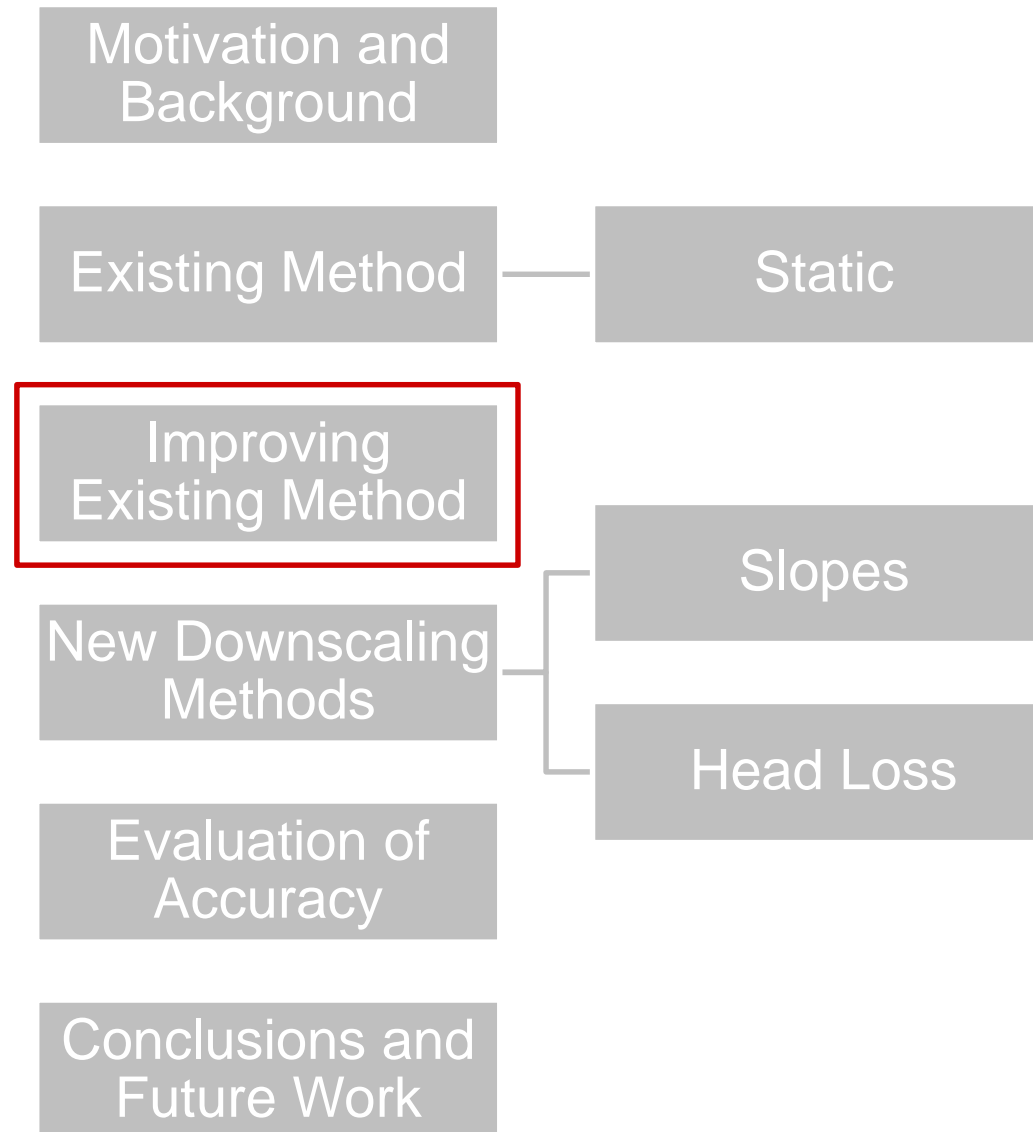 Motivation and
Background
Existing Method
Static
Improving
Existing Method
Slopes
New Downscaling
Methods
Head Loss
Evaluation of
Accuracy
Conclusions and
Future Work